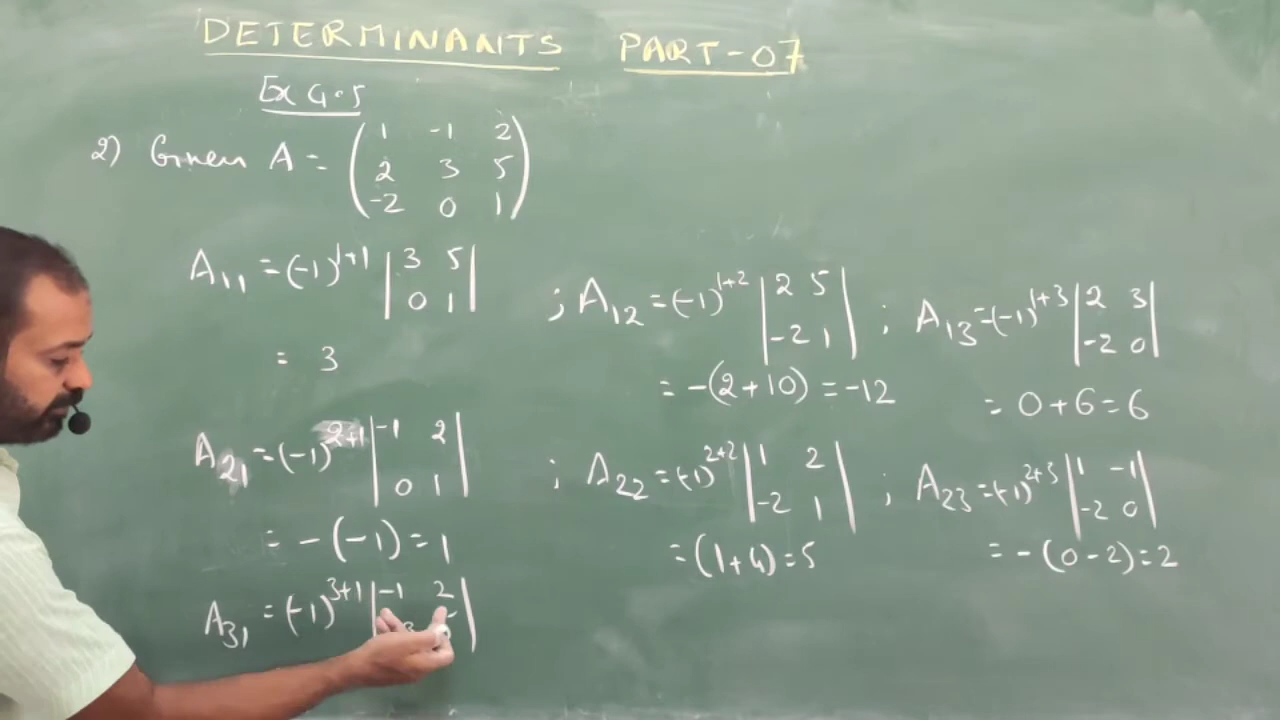 DETERMINANTS PART-07
Ex 4.5
2) Given A = ( 1 -1 2
2 3 5
-2 0 1 )
A₁₁ = (-1)¹⁺¹ | 3 5
0 1 |
; A₁₂ = (-1)¹⁺² | 2 5
-2 1 |
; A₁₃ = (-1)¹⁺³ | 2 3
-2 0 |
= 3
= -(2+10) = -12
= 0+6 = 6
A₂₁ = (-1)²⁺¹ | -1 2
0 1 |
; A₂₂ = (-1)²⁺² | 1 2
-2 1 |
; A₂₃ = (-1)²⁺³ | 1 -1
-2 0 |
= -(-1) = 1
= (1+4) = 5
= -(0-2) = 2
A₃₁ = (-1)³⁺¹ | -1 2
3 |